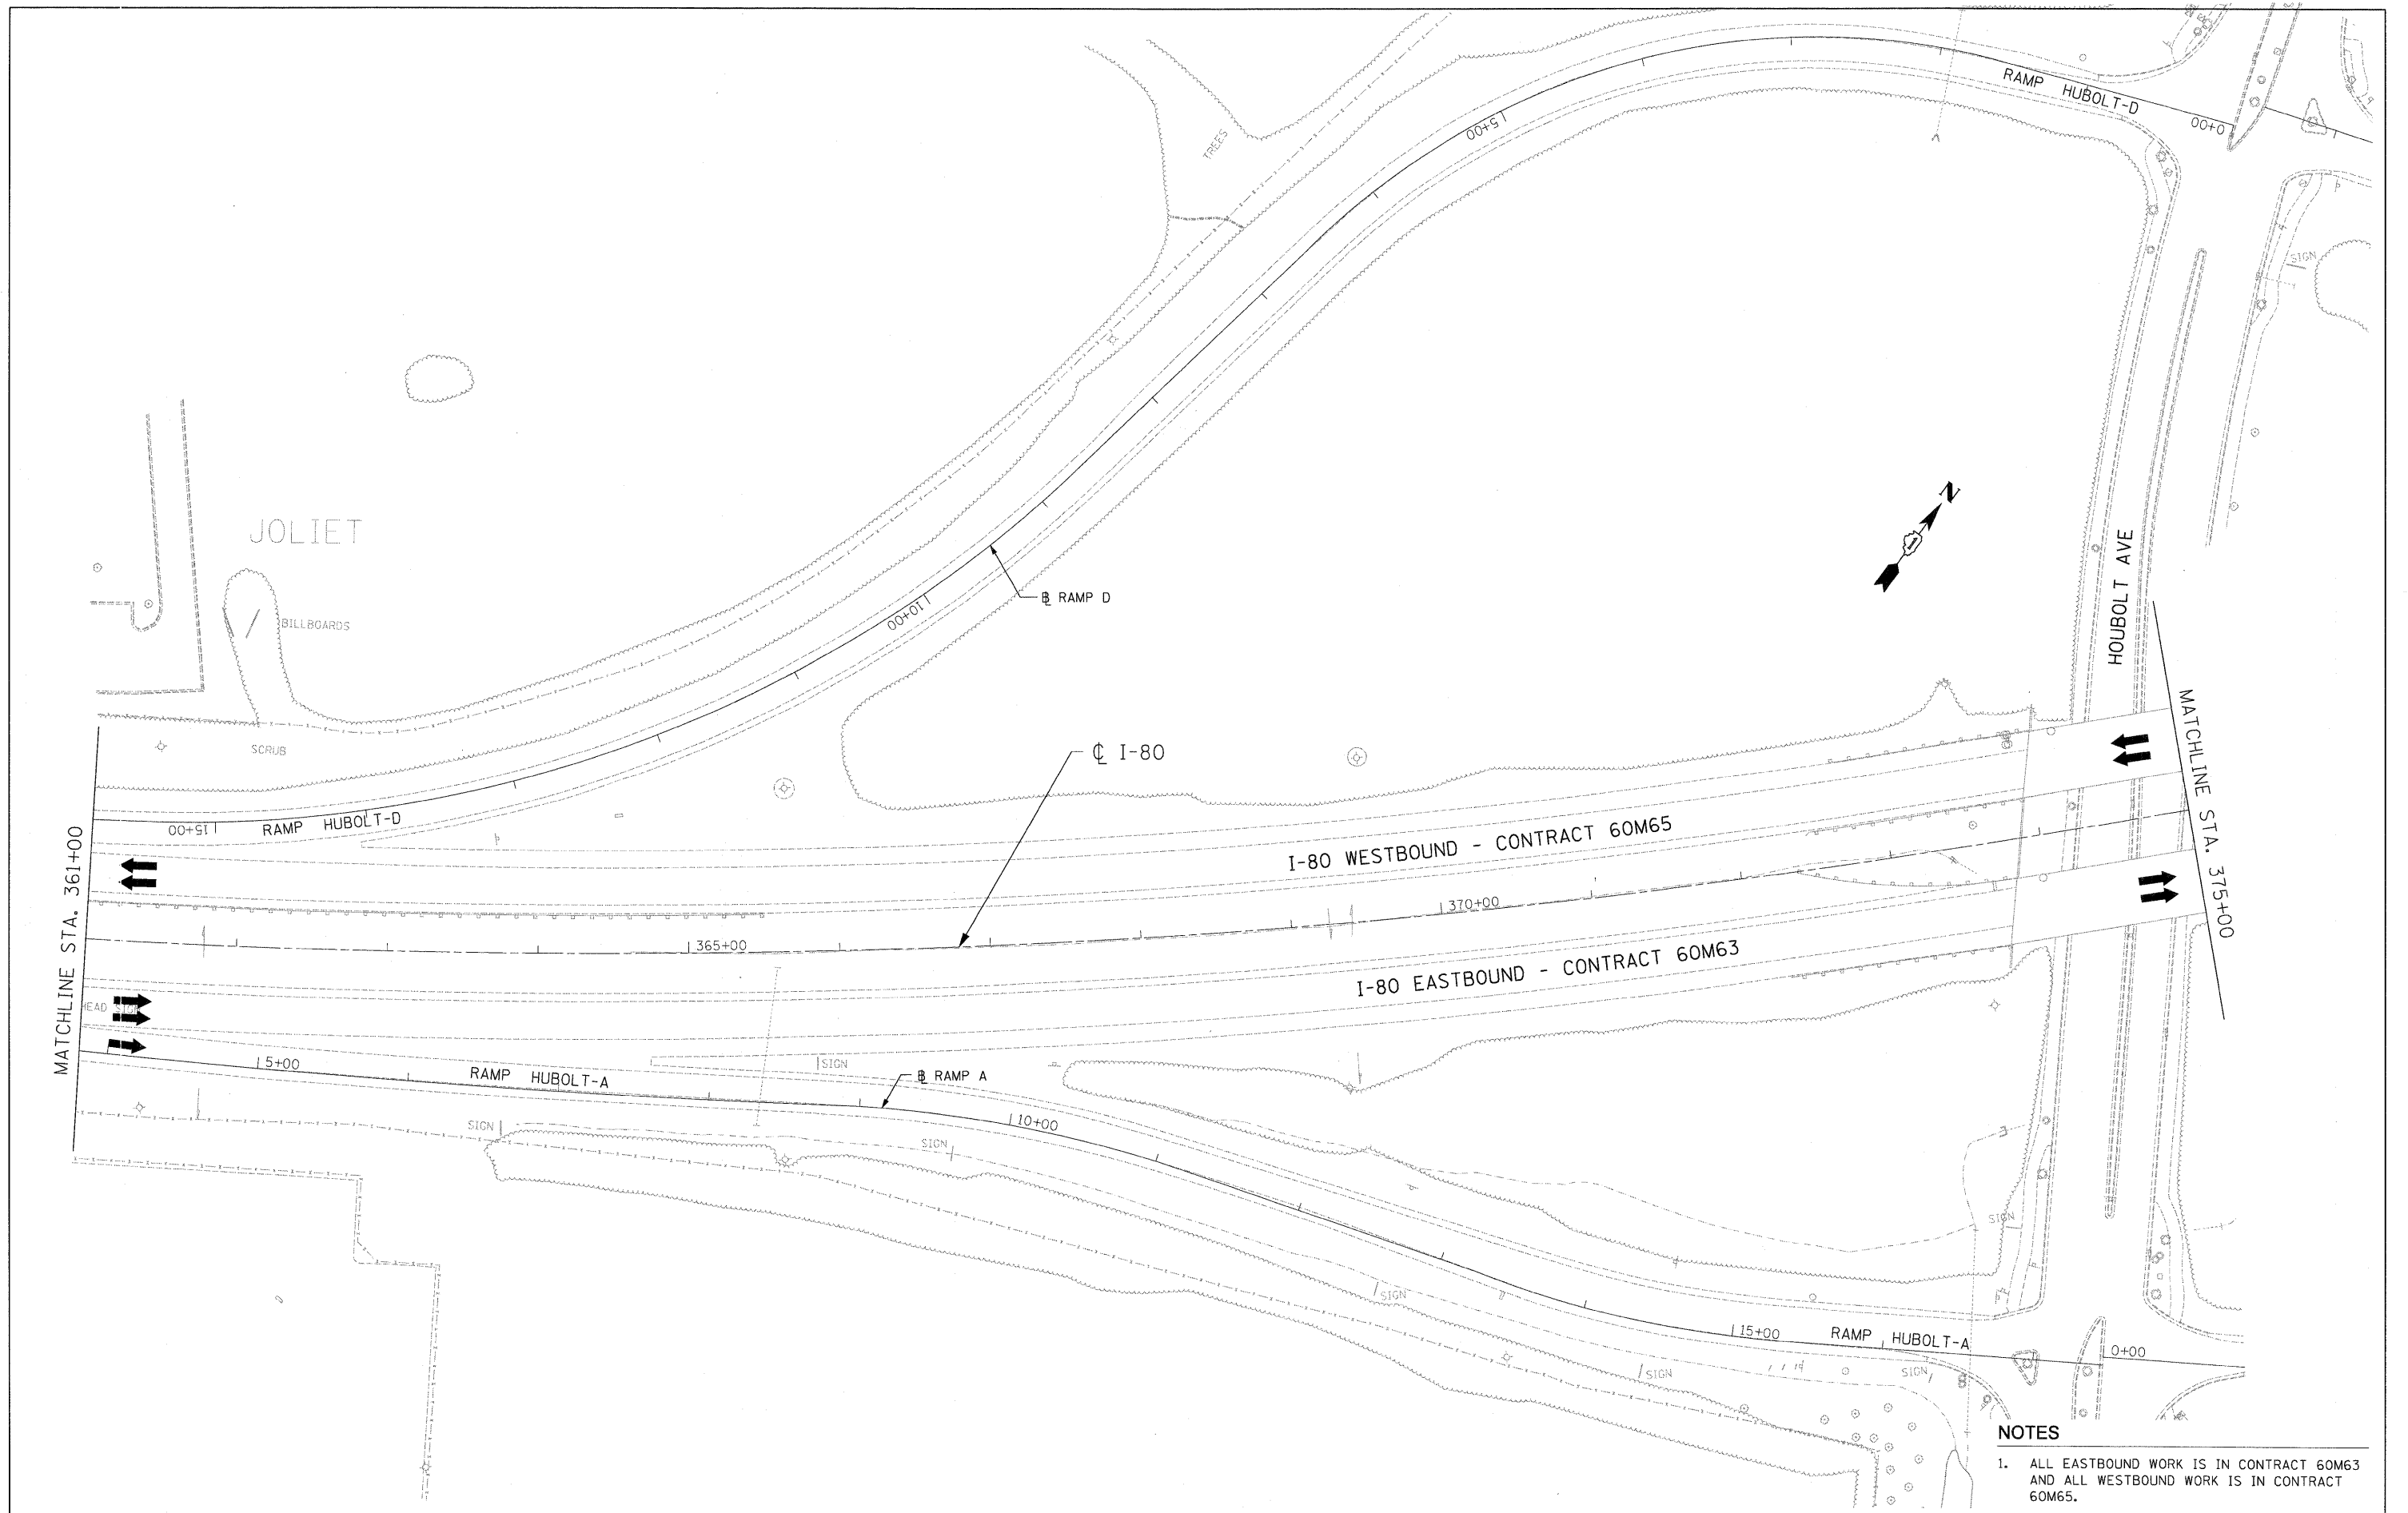 RAMP HUBOLT-D
0+00
5+00
TREES
SIGN
N
JOLIET
BILLBOARDS
℄ RAMP D
10+00
HOUBOLT AVE
SCRUB
℄ I-80
MATCHLINE STA. 375+00
15+00
RAMP HUBOLT-D
I-80 WESTBOUND - CONTRACT 60M65
MATCHLINE STA. 361+00
370+00
365+00
I-80 EASTBOUND - CONTRACT 60M63
HEAD SIGN
5+00
RAMP HUBOLT-A
SIGN
℄ RAMP A
10+00
SIGN
SIGN
SIGN
SIGN
15+00
RAMP HUBOLT-A
0+00
SIGN
SIGN
NOTES
1. ALL EASTBOUND WORK IS IN CONTRACT 60M63
AND ALL WESTBOUND WORK IS IN CONTRACT
60M65.